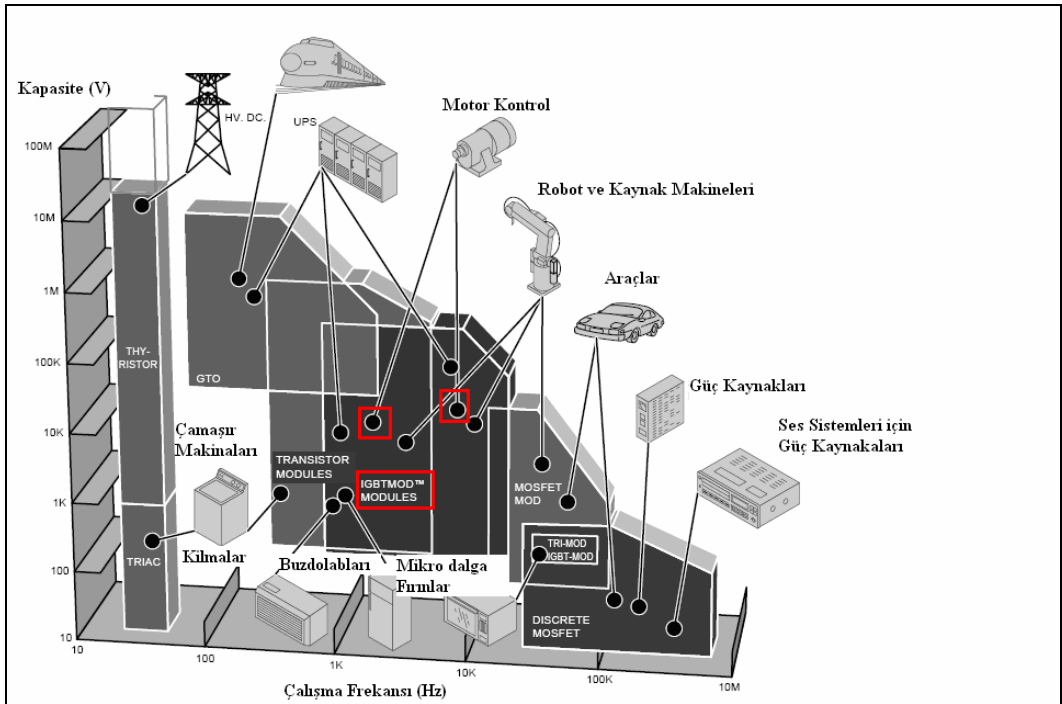 Kapasite (V)
HV. DC.
UPS
Motor Kontrol
Robot ve Kaynak Makineleri
Araçlar
Güç Kaynakları
Ses Sistemleri için
Güç Kaynakaları
100M
10M
1M
100K
10K
1K
100
10
THY-
RISTOR
GTO
Çamaşır
Makinaları
TRANSISTOR
MODULES
IGBTMOD™
MODULES
MOSFET
MOD
TRI-MOD
IGBT-MOD
TRIAC
Kilmalar
Buzdolabları
Mikro dalga
Fırınlar
DISCRETE
MOSFET
10
100
1K
10K
100K
10M
Çalışma Frekansı (Hz)